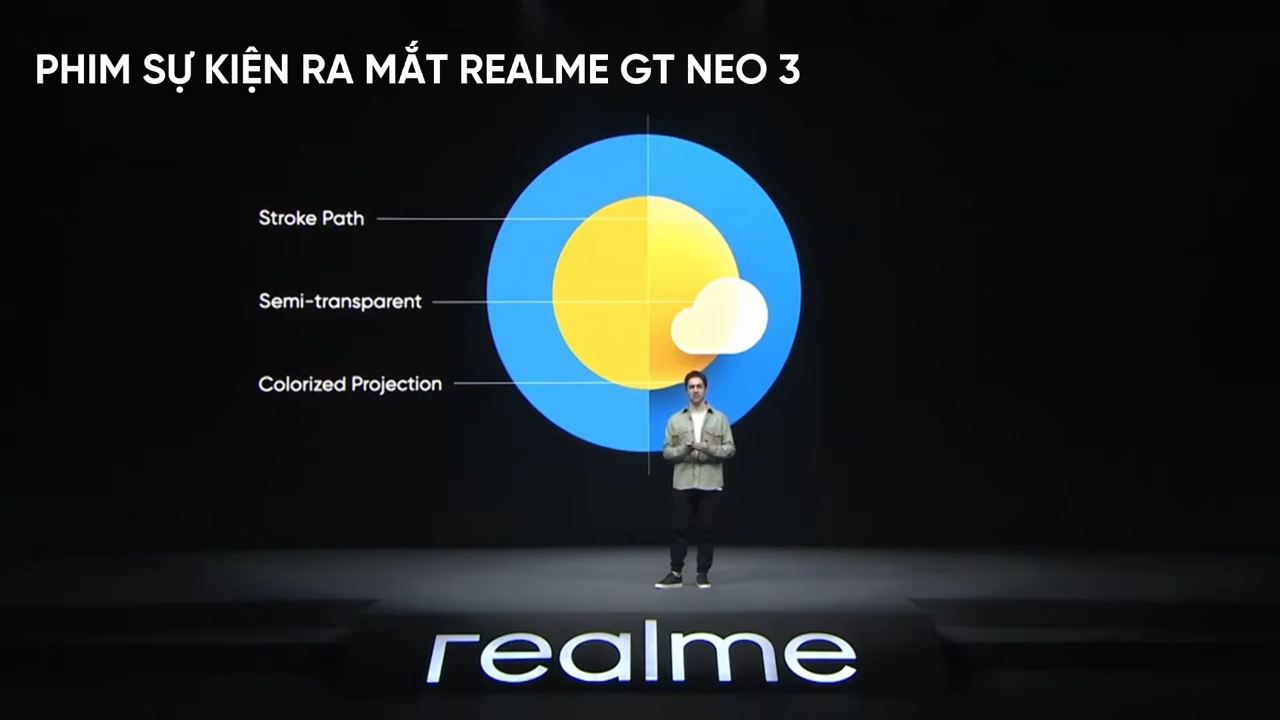 PHIM SỰ KIỆN RA MẮT REALME GT NEO 3
Stroke Path
Semi-transparent
Colorized Projection
realme